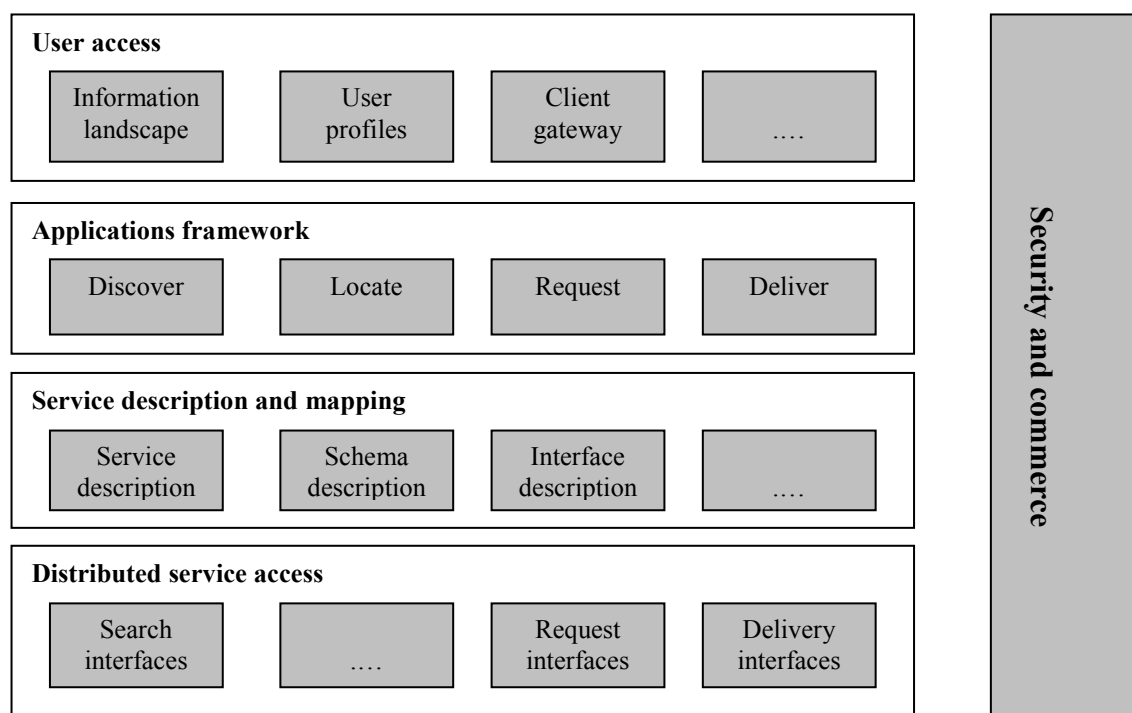 User access
Information
landscape
User
profiles
Client
gateway
....
Applications framework
Discover
Locate
Request
Deliver
Service description and mapping
Service
description
Schema
description
Interface
description
....
Distributed service access
Search
interfaces
....
Request
interfaces
Delivery
interfaces
Security and commerce